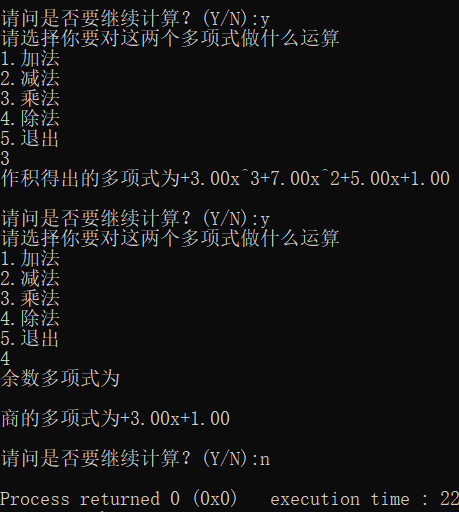 请问是否要继续计算? (Y/N):y
请选择你要对这两个多项式做什么运算
1.加法
2.减法
3.乘法
4.除法
5.退出
3
作积得出的多项式为+3.00x^3+7.00x^2+5.00x+1.00
请问是否要继续计算? (Y/N):y
请选择你要对这两个多项式做什么运算
1.加法
2.减法
3.乘法
4.除法
5.退出
4
余数多项式为
商的多项式为+3.00x+1.00
请问是否要继续计算? (Y/N):n
Process returned 0 (0x0)   execution time : 22